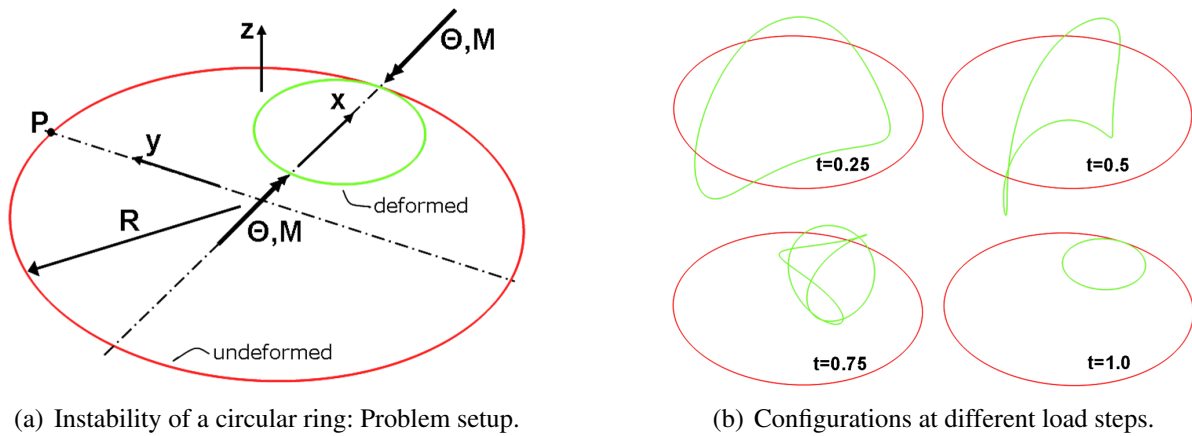 z
Θ,M
x
P
y
deformed
R
Θ,M
undeformed
t=0.25
t=0.5
t=0.75
t=1.0
(a) Instability of a circular ring: Problem setup.
(b) Configurations at different load steps.